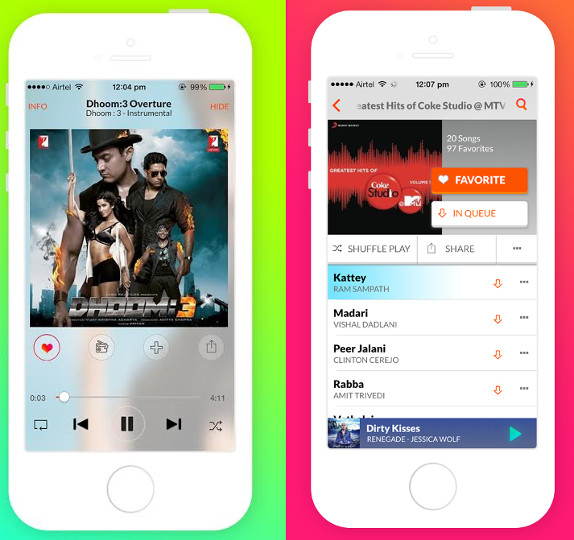 Airtel 12:04 pm 99%
INFO Dhoom:3 Overture HIDE
Dhoom : 3 - Instrumental
DHOOM:3
0:03 4:11
Airtel 12:07 pm 100%
eatest Hits of Coke Studio @ MTV
20 Songs
97 Favorites
GREATEST HITS OF
Coke
Studio
MTV
FAVORITE
IN QUEUE
SHUFFLE PLAY SHARE
Kattey
RAM SAMPATH
Madari
VISHAL DADLANI
Peer Jalani
CLINTON CEREJO
Rabba
AMIT TRIVEDI
Dirty Kisses
RENEGADE - JESSICA WOLF